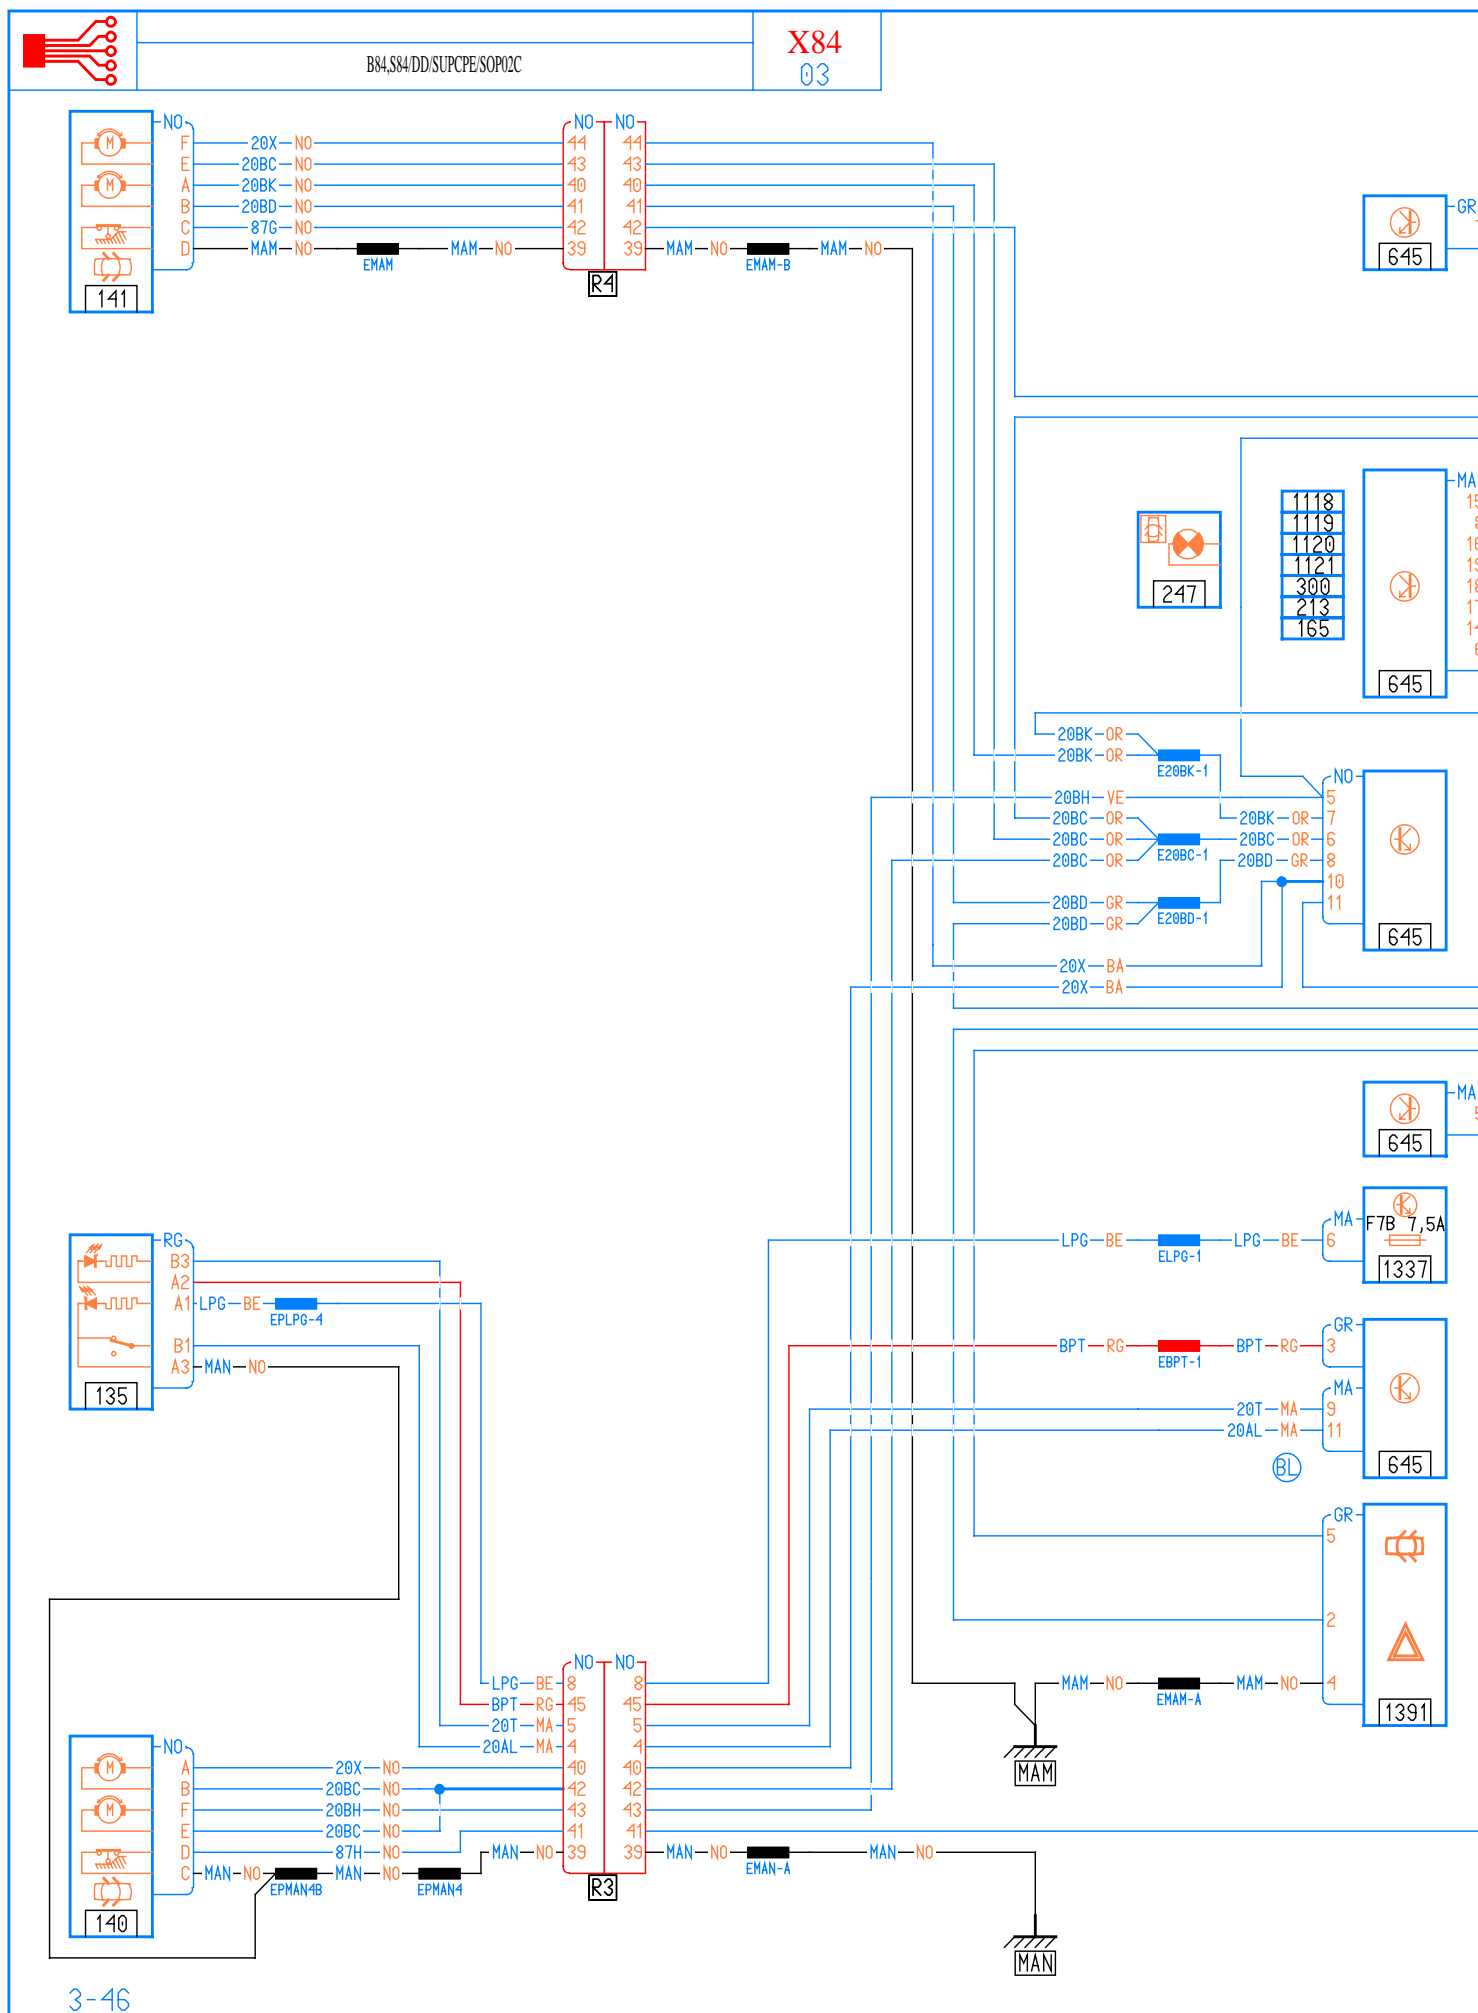 X84
B84,S84/DD/SUPCPE/SOP02C
03
NO
F 20X NO 44
E 20BC NO 43
A 20BK NO 40
B 20BD NO 41
C 87G NO 42
D MAM NO MAM NO 39
EMAM
141
NO NO
44
43
40
41
42
39 MAM NO MAM NO
EMAM-B
R4
GR
645
247
1118
1119
1120
1121
300
213
165
MA
645
20BK OR
20BK OR
E20BK-1
20BH VE
20BC OR
20BC OR
20BC OR
E20BC-1
20BD GR
20BD GR
E20BD-1
20X BA
20X BA
NO
5
20BK OR 7
20BC OR 6
20BD GR 8
10
11
645
MA
645
RG
B3
A2
A1 LPG BE
EPLPG-4
B1
A3 MAN NO
135
LPG BE LPG BE
ELPG-1
MA
6
F7B 7,5A
1337
BPT RG BPT RG
EBPT-1
GR
3
MA
20T MA 9
20AL MA 11
BL
645
GR
5
2
MAM NO MAM NO 4
EMAM-A
1391
MAM
NO NO
LPG BE 8 8
BPT RG 45 45
20T MA 5 5
20AL MA 4 4
NO
A 20X NO 40 40
B 20BC NO 42 42
F 20BH NO 43 43
E 20BC NO
D 87H NO 41 41
C MAN NO MAN NO MAN NO 39 39 MAN NO MAN NO
EPMAN4B EPMAN4 EMAN-A
140
R3
MAN
3-46